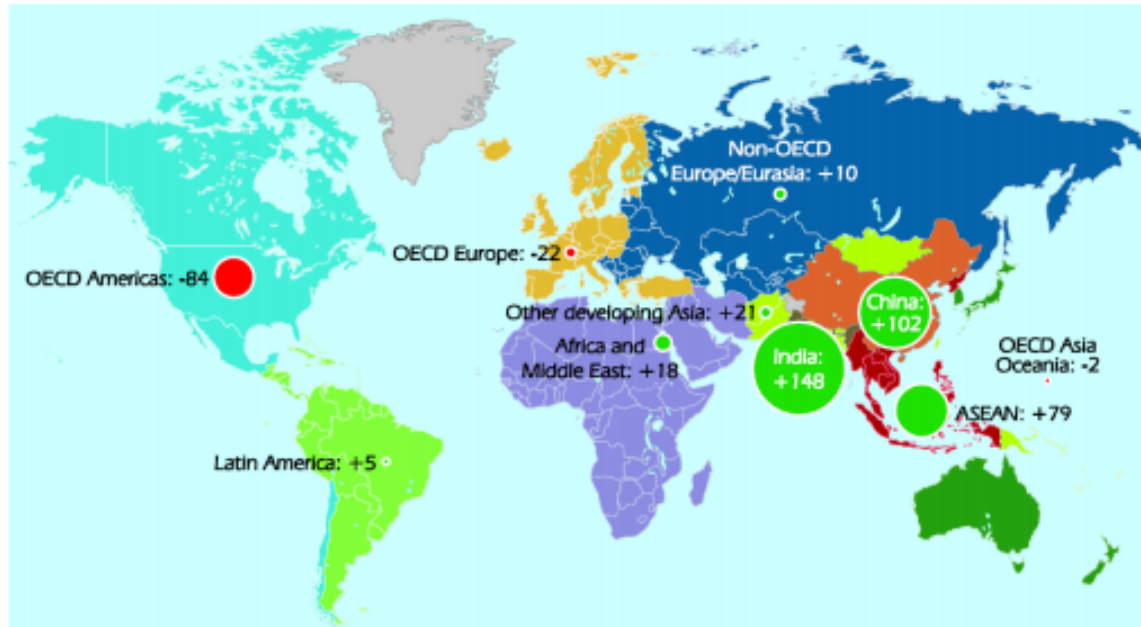 Non-OECD
Europe/Eurasia: +10
OECD Europe: -22
OECD Americas: -84
Other developing Asia: +21
China:
+102
Africa and
Middle East: +18
India:
+148
OECD Asia
Oceania: -2
ASEAN: +79
Latin America: +5